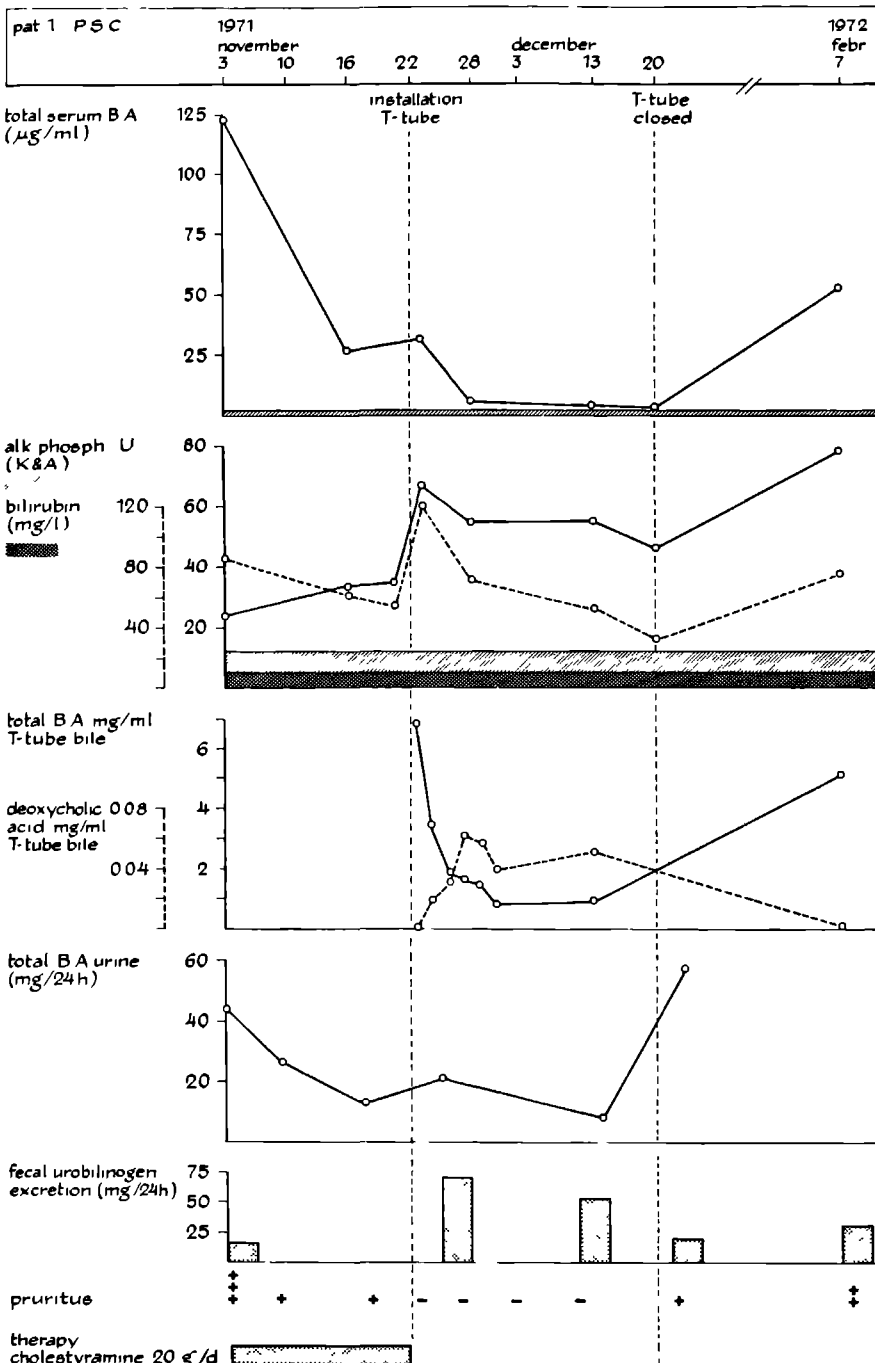 pat 1 PSC
1971
november
december
1972
febr
3 10 16 22 28 3 13 20 7
installation
T-tube
T-tube
closed
total serum BA
(µg/ml)
125
100
75
50
25
alk phosph U
(K&A)
bilirubin
(mg/l)
120
80
40
80
60
40
20
total BA mg/ml
T-tube bile
deoxycholic
acid mg/ml
T-tube bile
0 08
0 04
6
4
2
total BA urine
(mg/24h)
60
40
20
fecal urobilinogen
excretion (mg/24h)
75
50
25
pruritus
+++ + + - - - - + ++
therapy
cholestyramine 20 g/d